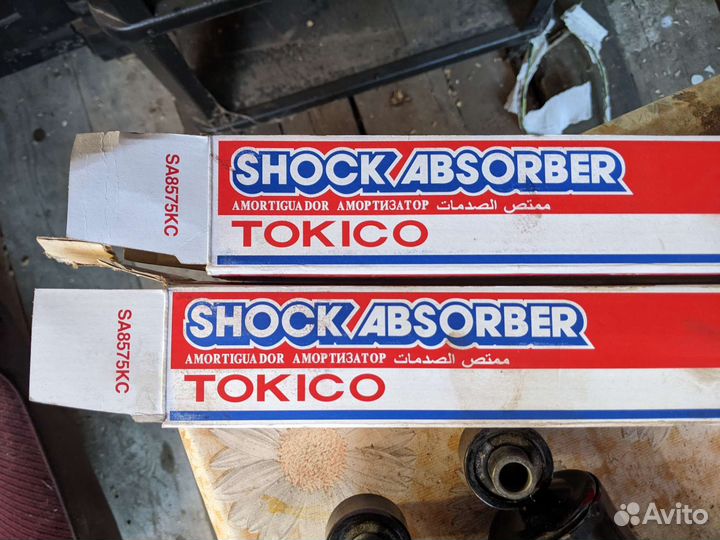 SA8575KC
SHOCK ABSORBER
AMORTIGUADOR АМОРТИЗАТОР ممتص الصدمات
TOKICO
SA8575KC
SHOCK ABSORBER
AMORTIGUADOR АМОРТИЗАТОР ممتص الصدمات
TOKICO
Avito